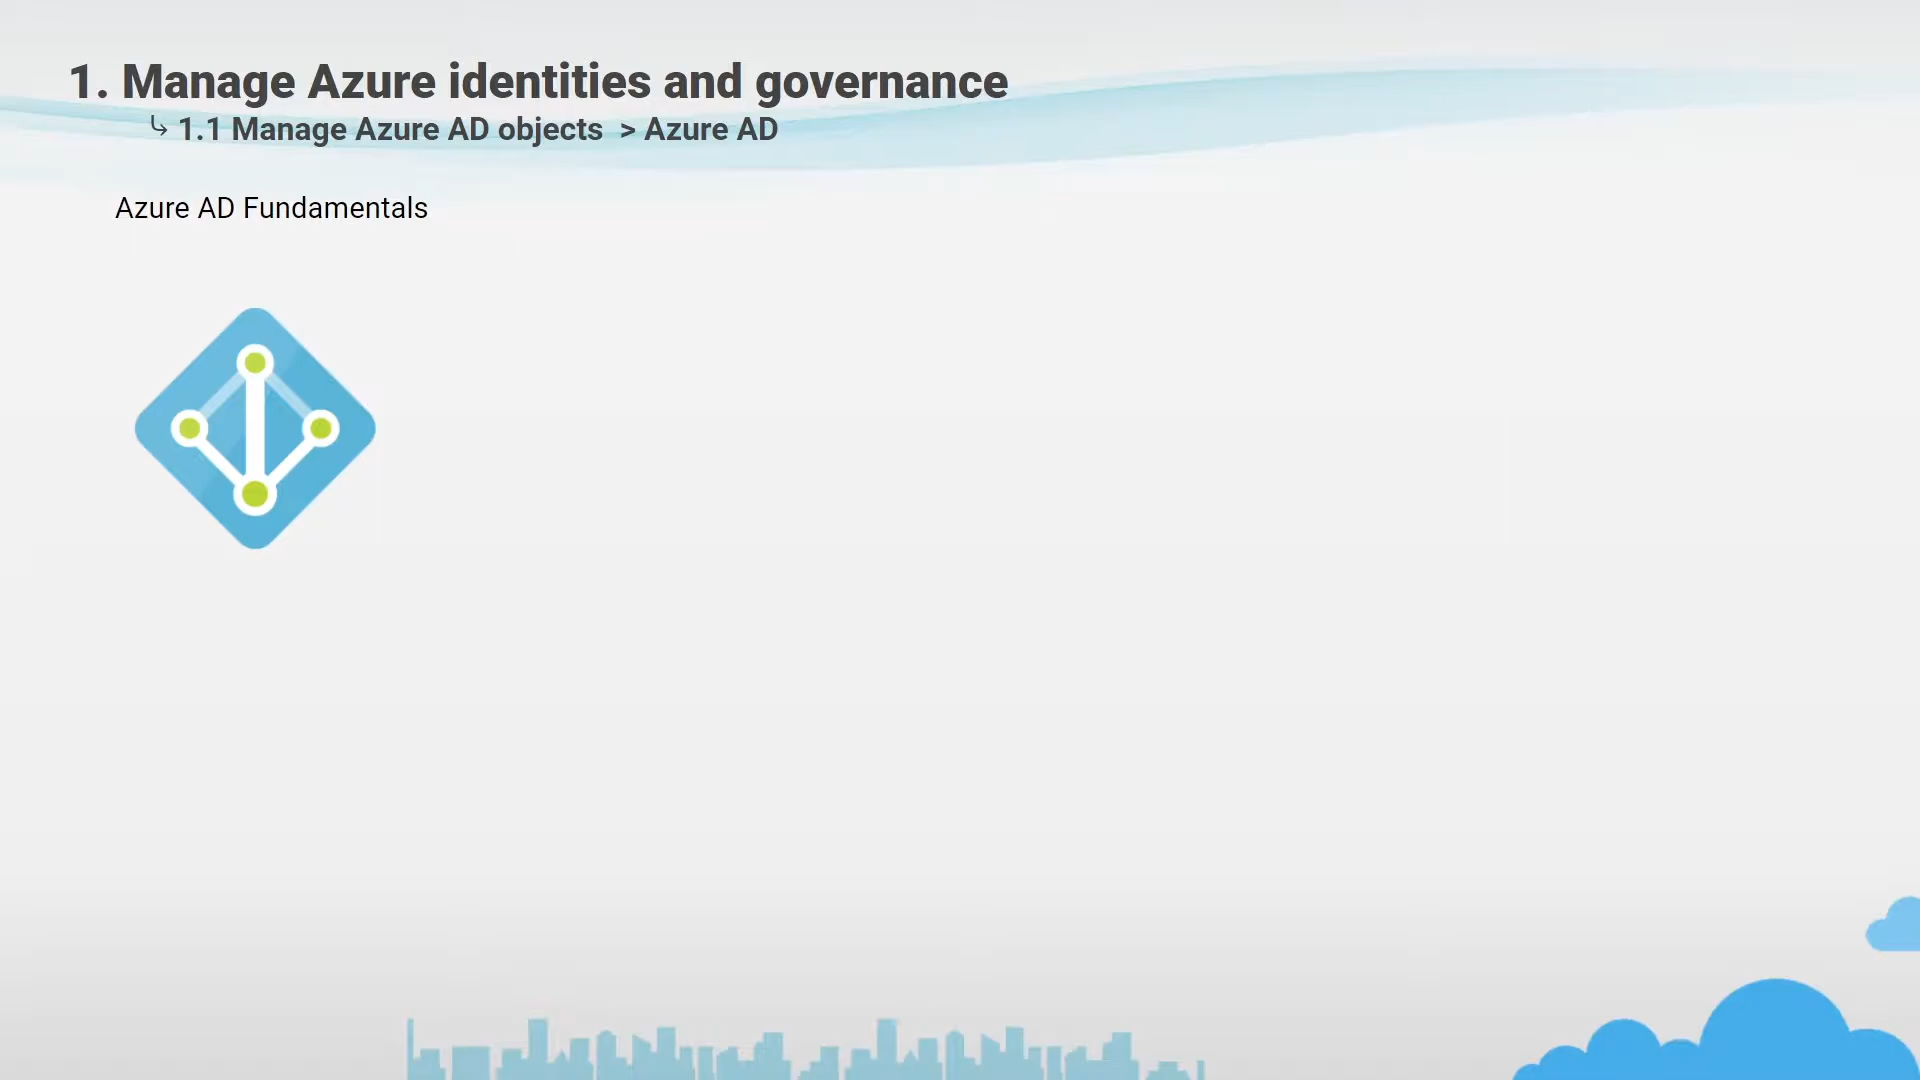 1. Manage Azure identities and governance
↳ 1.1 Manage Azure AD objects > Azure AD
Azure AD Fundamentals